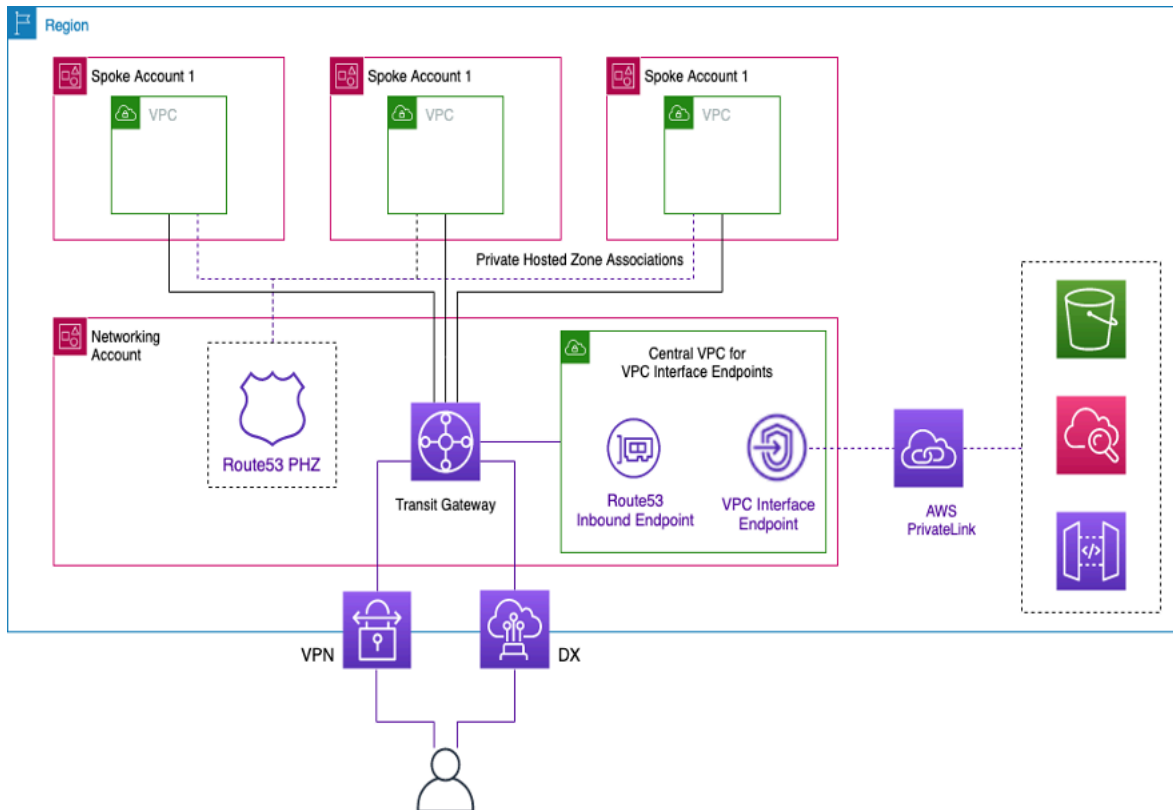 Region
Spoke Account 1
Spoke Account 1
Spoke Account 1
VPC
VPC
VPC
Private Hosted Zone Associations
Networking
Account
Central VPC for
VPC Interface Endpoints
Route53 PHZ
Transit Gateway
Route53
Inbound Endpoint
VPC Interface
Endpoint
AWS
PrivateLink
</>
VPN
DX